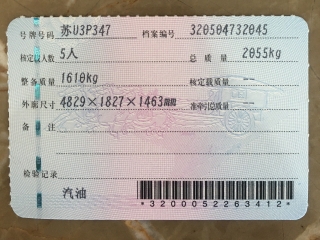 号牌号码 苏U3P347 档案编号 320504732045
核定载人数 5人 总质量 2055kg
整备质量 1610kg 核定载质量 --
外廓尺寸 4829×1827×1463mm 准牵引总质量 --
备注
检验记录
汽油
*3200052263412*